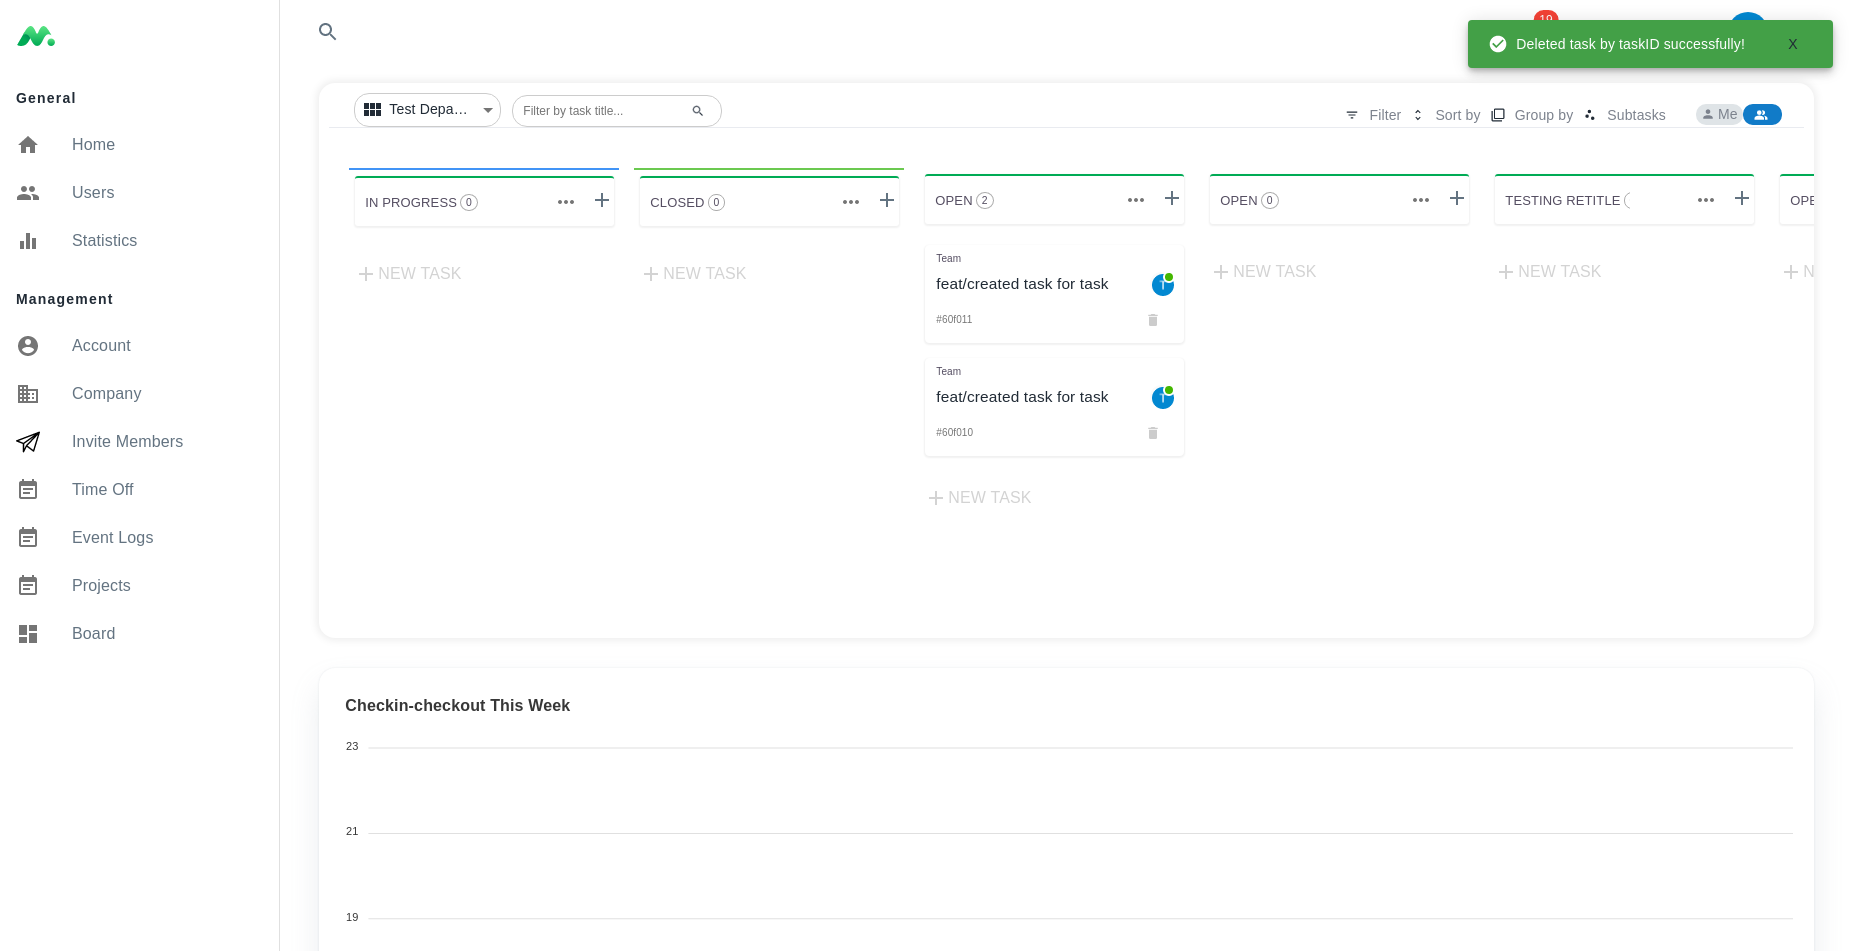 19
Deleted task by taskID successfully!
X
General
Home
Users
Statistics
Management
Account
Company
Invite Members
Time Off
Event Logs
Projects
Board
Test Depa...
Filter by task title...
Filter
Sort by
Group by
Subtasks
Me
IN PROGRESS 0
NEW TASK
CLOSED 0
NEW TASK
OPEN 2
Team
feat/created task for task
T
#60f011
Team
feat/created task for task
T
#60f010
NEW TASK
OPEN 0
NEW TASK
TESTING RETITLE
NEW TASK
OPE
N
Checkin-checkout This Week
23
21
19